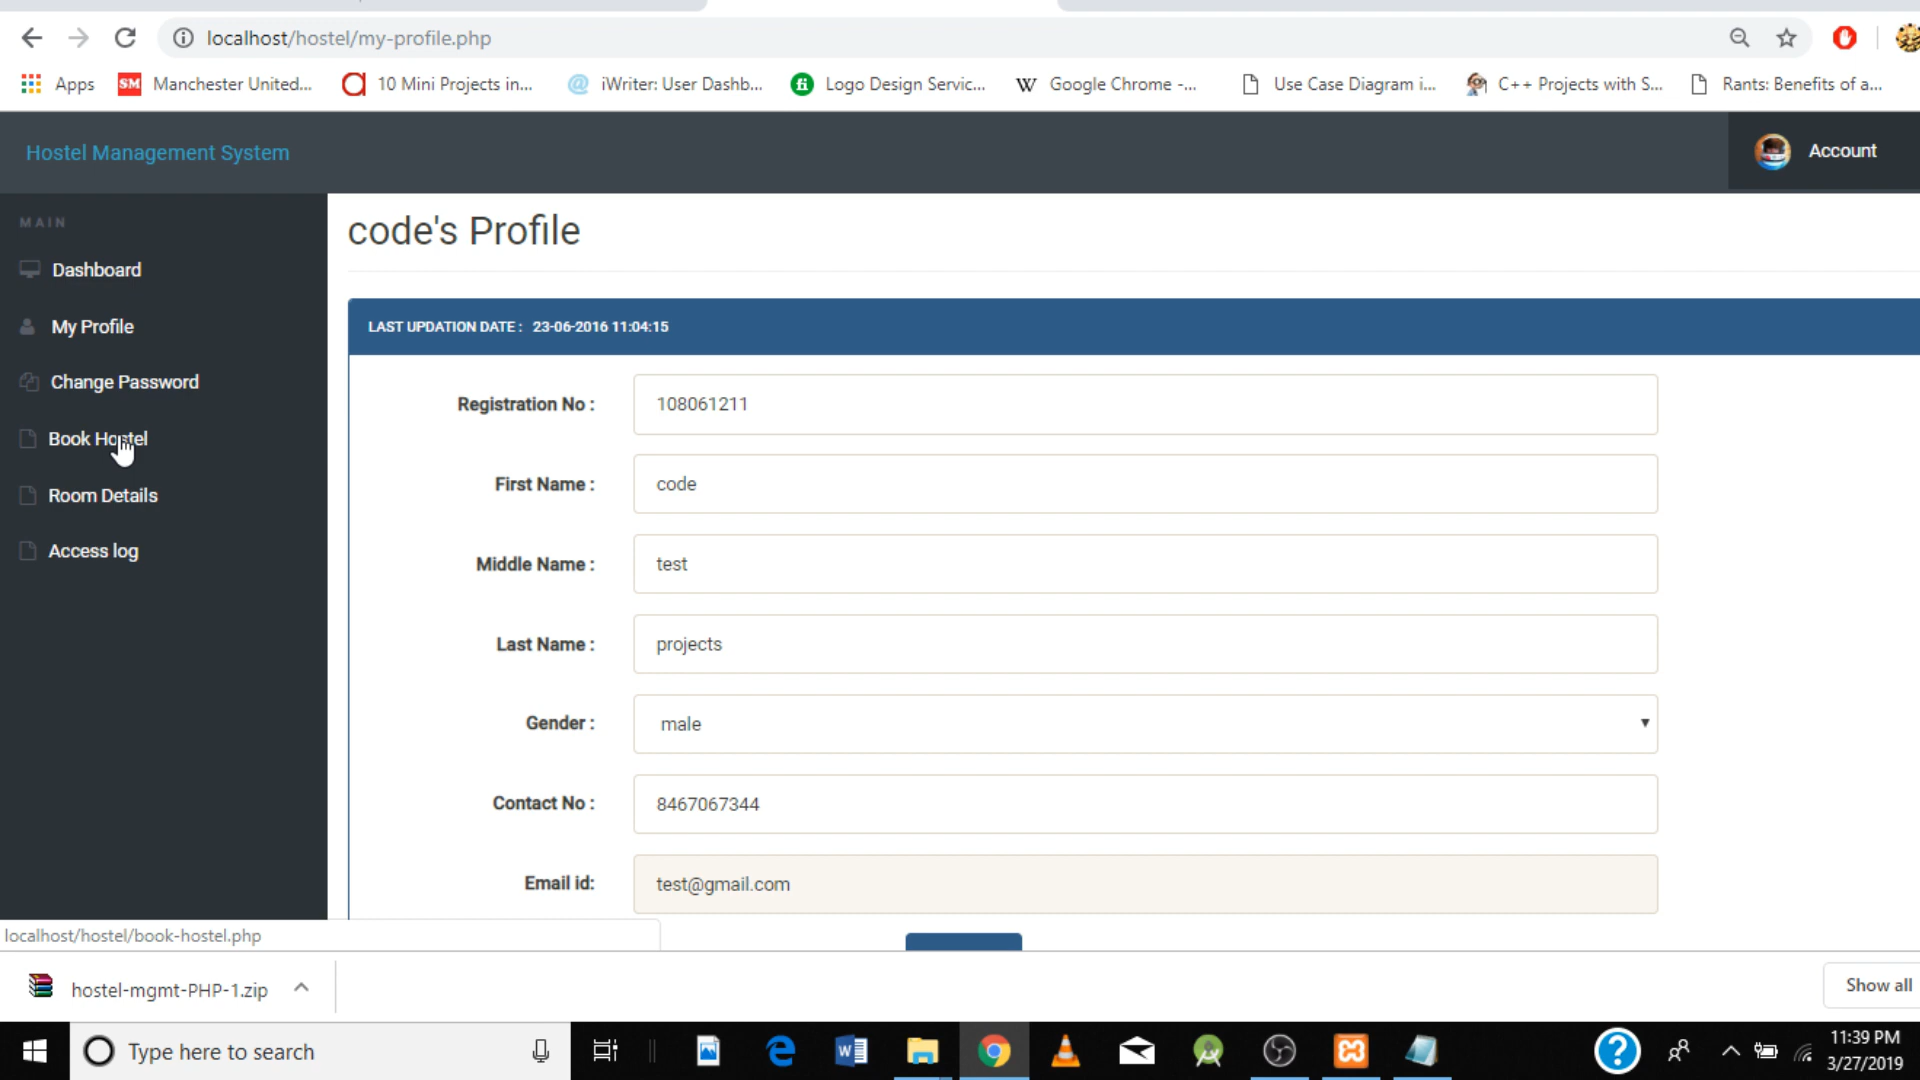 localhost/hostel/my-profile.php
Apps
SM Manchester United...
10 Mini Projects in...
@ iWriter: User Dashb...
fi Logo Design Servic...
W Google Chrome -...
Use Case Diagram i...
C++ Projects with S...
Rants: Benefits of a...
Hostel Management System
Account
MAIN
Dashboard
My Profile
Change Password
Book Hostel
Room Details
Access log
code's Profile
LAST UPDATION DATE : 23-06-2016 11:04:15
Registration No : 108061211
First Name : code
Middle Name : test
Last Name : projects
Gender : male
Contact No : 8467067344
Email id: test@gmail.com
localhost/hostel/book-hostel.php
hostel-mgmt-PHP-1.zip
Show all
Type here to search
11:39 PM
3/27/2019